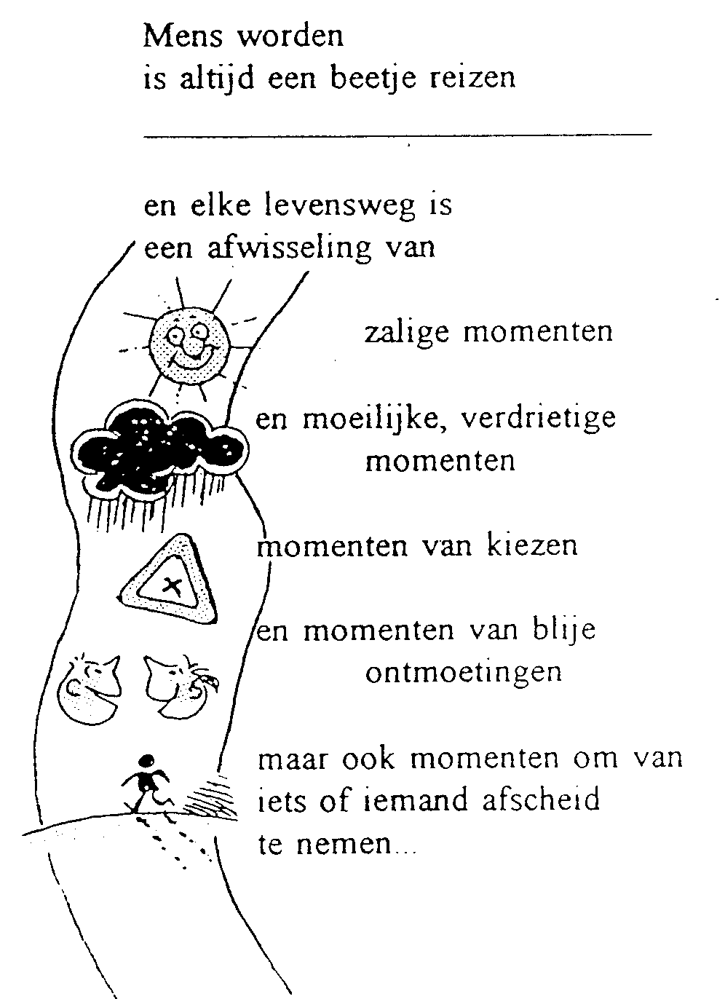 Mens worden
is altijd een beetje reizen
en elke levensweg is
een afwisseling van
zalige momenten
en moeilijke, verdrietige
momenten
momenten van kiezen
en momenten van blije
ontmoetingen
maar ook momenten om van
iets of iemand afscheid
te nemen...